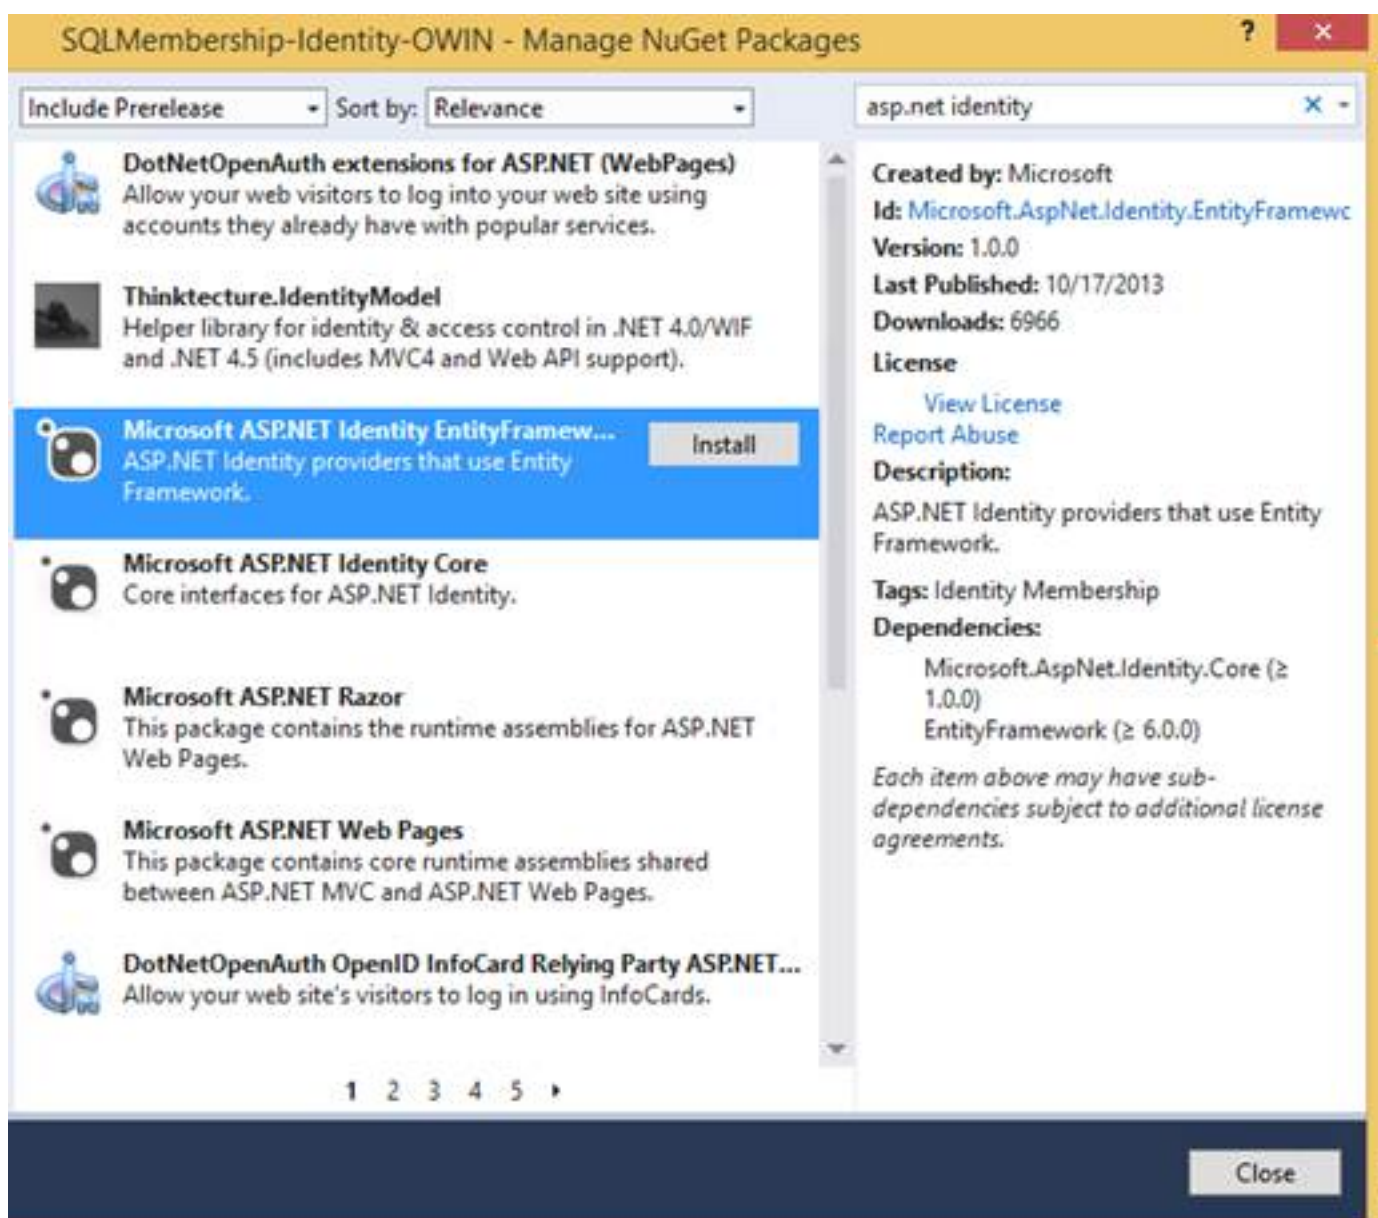 SQLMembership-Identity-OWIN - Manage NuGet Packages
?
Include Prerelease
Sort by: Relevance
asp.net identity
DotNetOpenAuth extensions for ASP.NET (WebPages)
Allow your web visitors to log into your web site using
accounts they already have with popular services.
Thinktecture.IdentityModel
Helper library for identity & access control in .NET 4.0/WIF
and .NET 4.5 (includes MVC4 and Web API support).
Microsoft ASP.NET Identity EntityFramew...
Install
ASP.NET Identity providers that use Entity
Framework.
Microsoft ASP.NET Identity Core
Core interfaces for ASP.NET Identity.
Microsoft ASP.NET Razor
This package contains the runtime assemblies for ASP.NET
Web Pages.
Microsoft ASP.NET Web Pages
This package contains core runtime assemblies shared
between ASP.NET MVC and ASP.NET Web Pages.
DotNetOpenAuth OpenID InfoCard Relying Party ASP.NET...
Allow your web site's visitors to log in using InfoCards.
1 2 3 4 5
Created by: Microsoft
Id: Microsoft.AspNet.Identity.EntityFramewc
Version: 1.0.0
Last Published: 10/17/2013
Downloads: 6966
License
View License
Report Abuse
Description:
ASP.NET Identity providers that use Entity
Framework.
Tags: Identity Membership
Dependencies:
Microsoft.AspNet.Identity.Core (≥
1.0.0)
EntityFramework (≥ 6.0.0)
Each item above may have sub-
dependencies subject to additional license
agreements.
Close